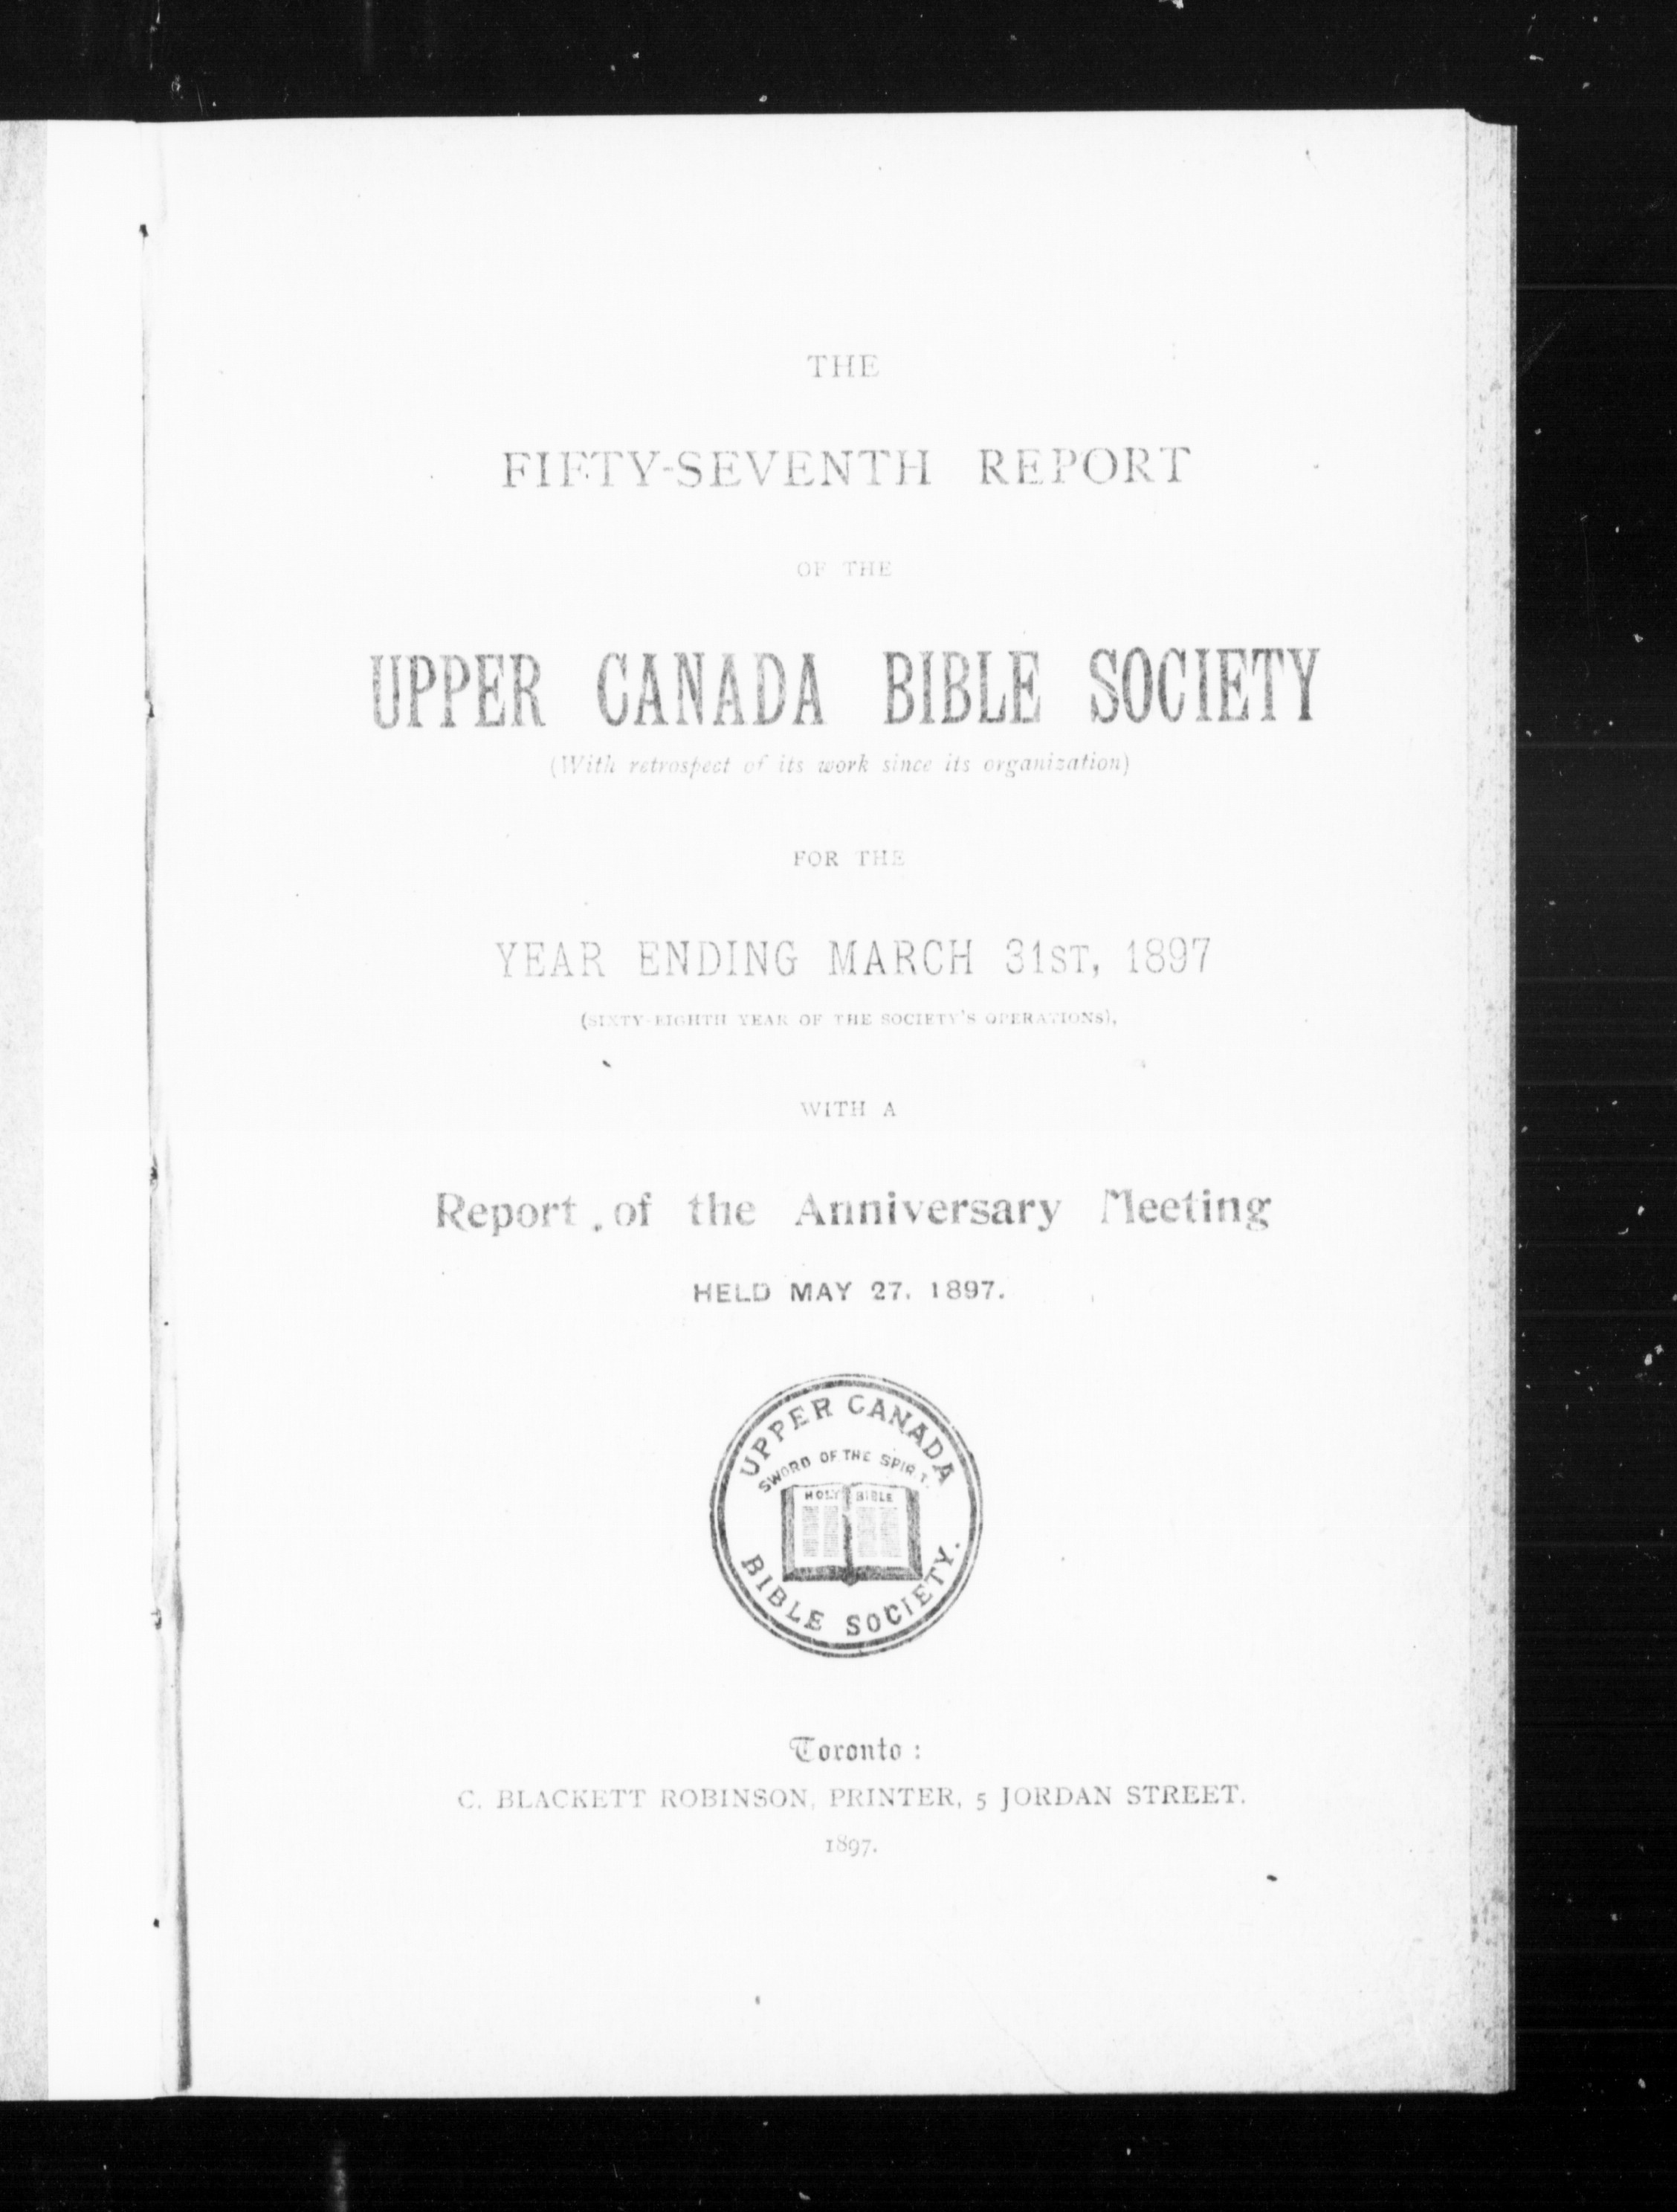 THE
FIFTY-SEVENTH REPORT
OF THE
UPPER CANADA BIBLE SOCIETY
(With retrospect of its work since its organization)
FOR THE
YEAR ENDING MARCH 31ST, 1897
(SIXTY-EIGHTH YEAR OF THE SOCIETY'S OPERATIONS),
WITH A
Report of the Anniversary Meeting
HELD MAY 27, 1897.
UPPER CANADA
SWORD OF THE SPIRIT.
HOLY BIBLE
BIBLE SOCIETY.
Toronto :
C. BLACKETT ROBINSON, PRINTER, 5 JORDAN STREET.
1897.